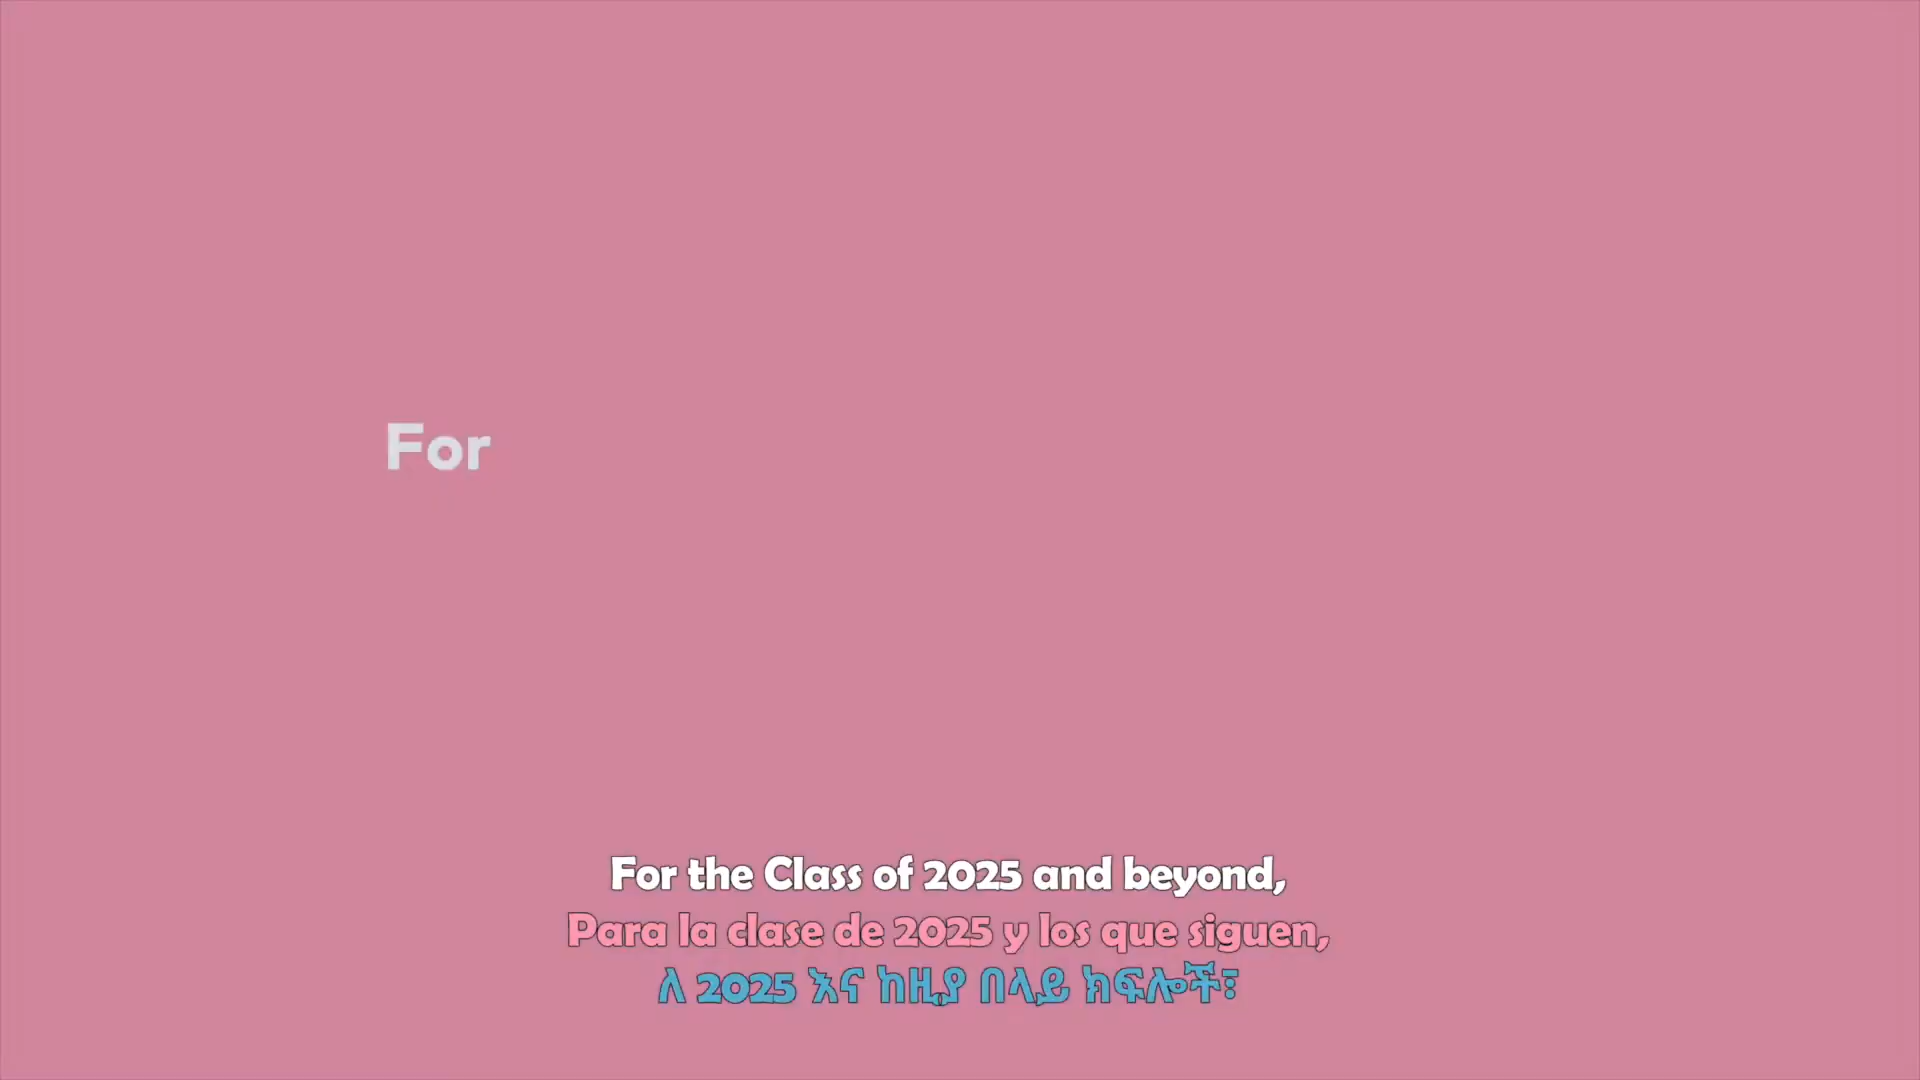 For
For the Class of 2025 and beyond,
Para la clase de 2025 y los que siguen,
ለ 2025 እና ከዚያ በላይ ክፍሎች፣